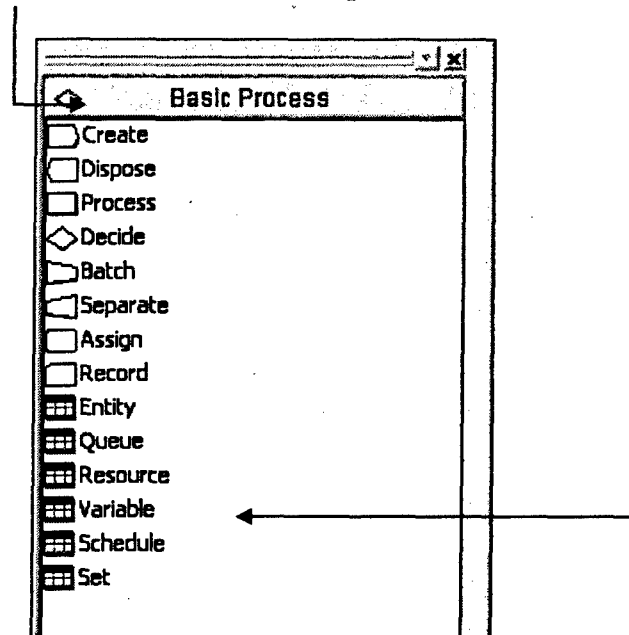 Basic Process
Create
Dispose
Process
Decide
Batch
Separate
Assign
Record
Entity
Queue
Resource
Variable
Schedule
Set